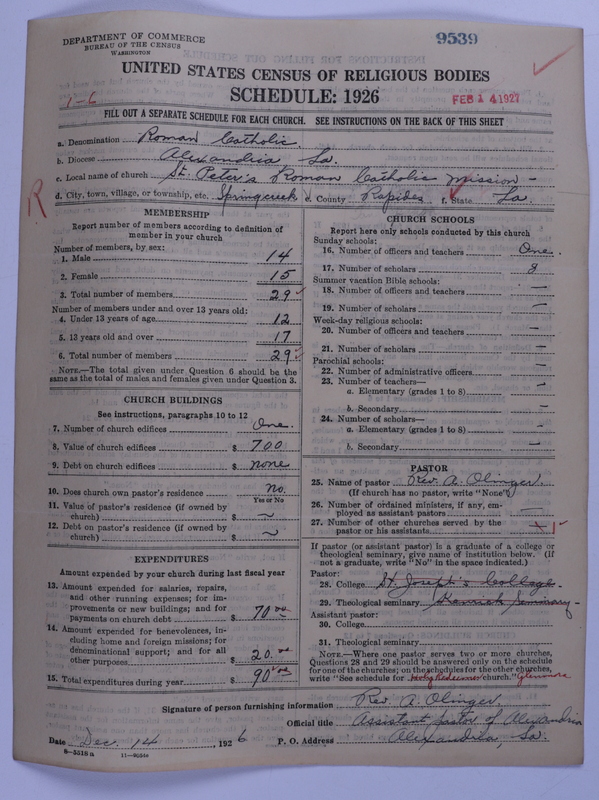 DEPARTMENT OF COMMERCE
BUREAU OF THE CENSUS
WASHINGTON
9539
UNITED STATES CENSUS OF RELIGIOUS BODIES
SCHEDULE: 1926
1-6
FEB 14 1927
FILL OUT A SEPARATE SCHEDULE FOR EACH CHURCH. SEE INSTRUCTIONS ON THE BACK OF THIS SHEET
a. Denomination Roman Catholic
b. Diocese Alexandria, La.
c. Local name of church St. Peter's Roman Catholic Mission -
R
d. City, town, village, or township, etc. Springcreek e. County Rapides f. State La.
MEMBERSHIP
Report number of members according to definition of
member in your church
Number of members, by sex:
1. Male 14
2. Female 15
3. Total number of members 29
Number of members under and over 13 years old:
4. Under 13 years of age 12
5. 13 years old and over 17
6. Total number of members 29
NOTE.—The total given under Question 6 should be the
same as the total of males and females given under Question 3.
CHURCH BUILDINGS
See instructions, paragraphs 10 to 12
7. Number of church edifices One.
8. Value of church edifices $ 700
9. Debt on church edifices $ none
10. Does church own pastor's residence No.
Yes or No
11. Value of pastor's residence (if owned by
church) $ ~
12. Debt on pastor's residence (if owned by
church) $ ~
EXPENDITURES
Amount expended by your church during last fiscal year
13. Amount expended for salaries, repairs,
and other running expenses; for im-
provements or new buildings; and for
payments on church debt $ 70 00
14. Amount expended for benevolences, in-
cluding home and foreign missions; for
denominational support; and for all
other purposes $ 20.00
15. Total expenditures during year $ 90 00
CHURCH SCHOOLS
Report here only schools conducted by this church
Sunday schools:
16. Number of officers and teachers One.
17. Number of scholars
Summer vacation Bible schools:
18. Number of officers and teachers —
19. Number of scholars —
Week-day religious schools:
20. Number of officers and teachers —
21. Number of scholars —
Parochial schools:
22. Number of administrative officers —
23. Number of teachers—
a. Elementary (grades 1 to 8) —
b. Secondary —
24. Number of scholars—
a. Elementary (grades 1 to 8) —
b. Secondary —
PASTOR
25. Name of pastor Rev. A. Olinger
(If church has no pastor, write "None")
26. Number of ordained ministers, if any, em-
ployed as assistant pastors —
27. Number of other churches served by the
pastor or his assistants 1
If pastor (or assistant pastor) is a graduate of a college or
theological seminary, give name of institution below. (If
not a graduate, write "No" in the space indicated.)
Pastor:
28. College St. Joseph's College -
29. Theological seminary Kenrick Seminary -
Assistant pastor:
30. College
31. Theological seminary
NOTE.—Where one pastor serves two or more churches,
Questions 28 and 29 should be answered only on the schedule
for one of the churches; on the schedules for the other churches,
write "See schedule for Holy Redeemer church." Glenmora
Signature of person furnishing information Rev. A. Olinger.
Official title Assistant pastor of Alexandria
Date Dec. 14, 1926 P. O. Address Alexandria, La.
8-5518 a